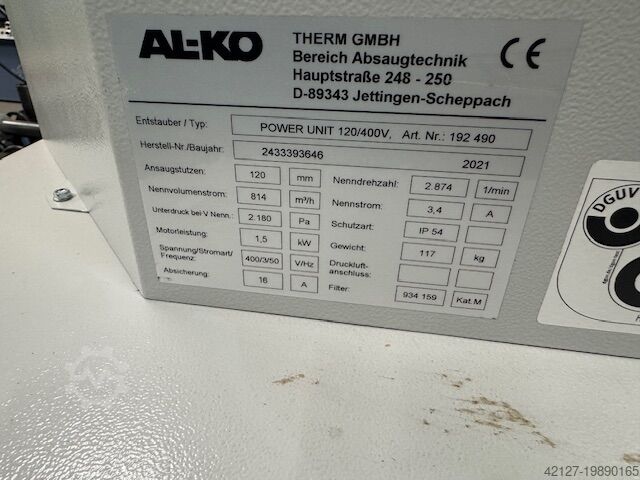 AL-KO
THERM GMBH
Bereich Absaugtechnik
Hauptstraße 248 - 250
D-89343 Jettingen-Scheppach
CE
Entstauber / Typ: POWER UNIT 120/400V, Art. Nr.: 192 490
Herstell-Nr./Baujahr: 2433393646 2021
Ansaugstutzen: 120 mm Nenndrehzahl: 2.874 1/min
Nennvolumenstrom: 814 m³/h Nennstrom: 3,4 A
Unterdruck bei V Nenn.: 2.180 Pa Schutzart: IP 54
Motorleistung: 1,5 kW Gewicht: 117 kg
Spannung/Stromart/
Frequenz: 400/3/50 V/Hz Druckluft-
anschluss:
Absicherung: 16 A Filter: 934 159 Kat.M
DGUV
42127-19890165